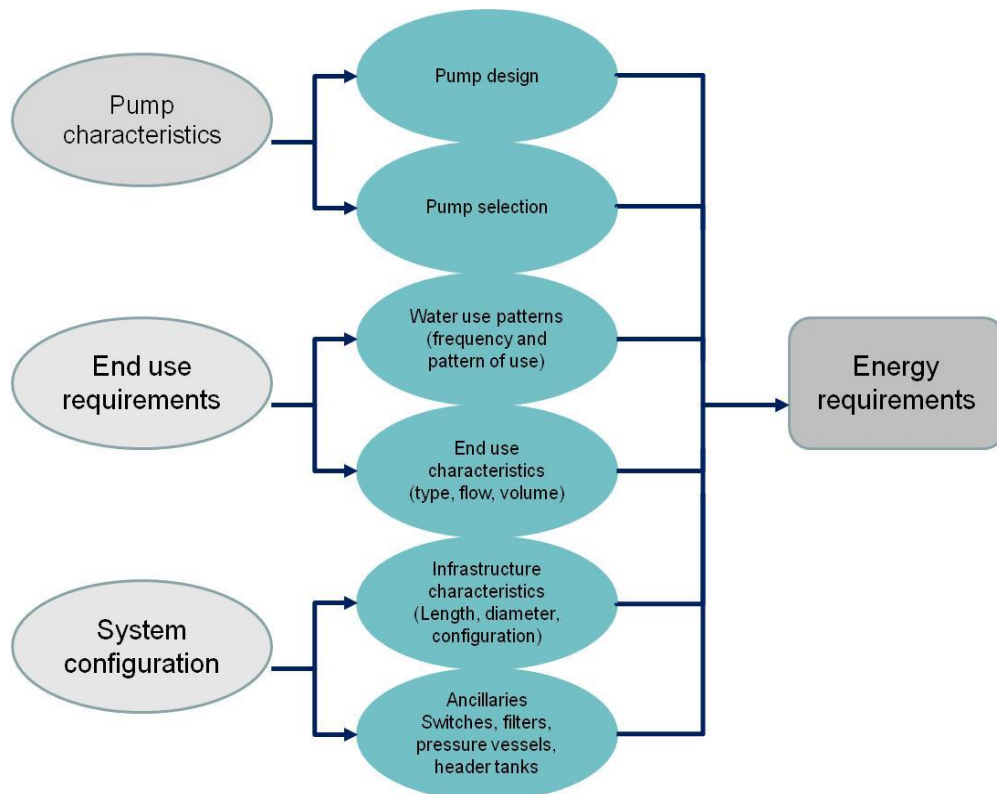 Pump
characteristics
Pump design
Pump selection
End use
requirements
Water use patterns
(frequency and
pattern of use)
End use
characteristics
(type, flow, volume)
System
configuration
Infrastructure
characteristics
(Length, diameter,
configuration)
Ancillaries
Switches, filters,
pressure vessels,
header tanks
Energy
requirements